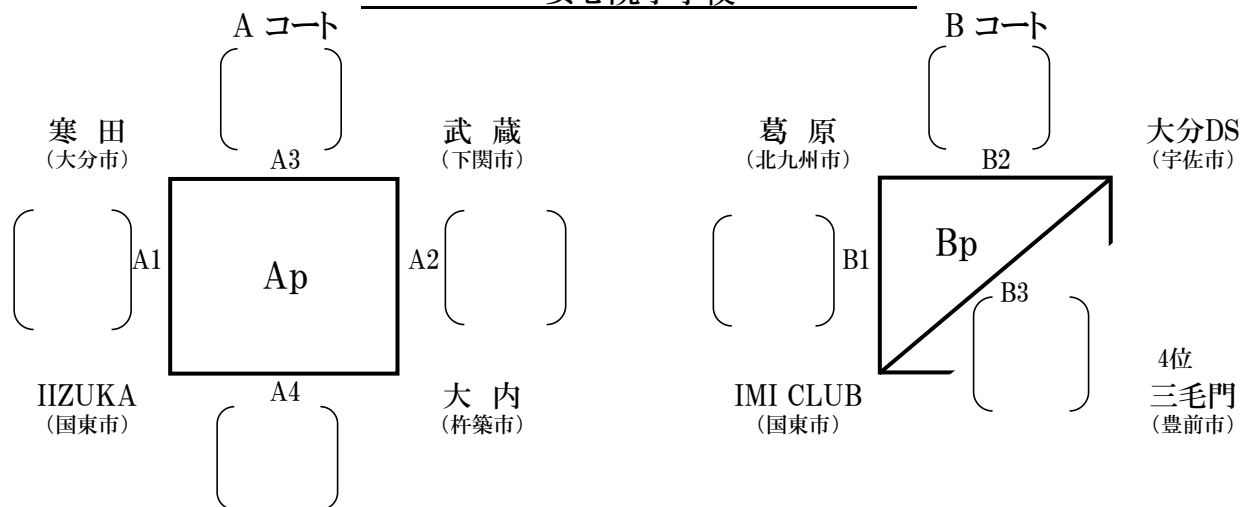 A コート
B コート
寒 田
（大分市）
武 蔵
（下関市）
葛 原
（北九州市）
大分DS
（宇佐市）
A3
B2
A1
Ap
A2
B1
Bp
B3
IIZUKA
（国東市）
A4
大 内
（杵築市）
IMI CLUB
（国東市）
4位
三毛門
（豊前市）